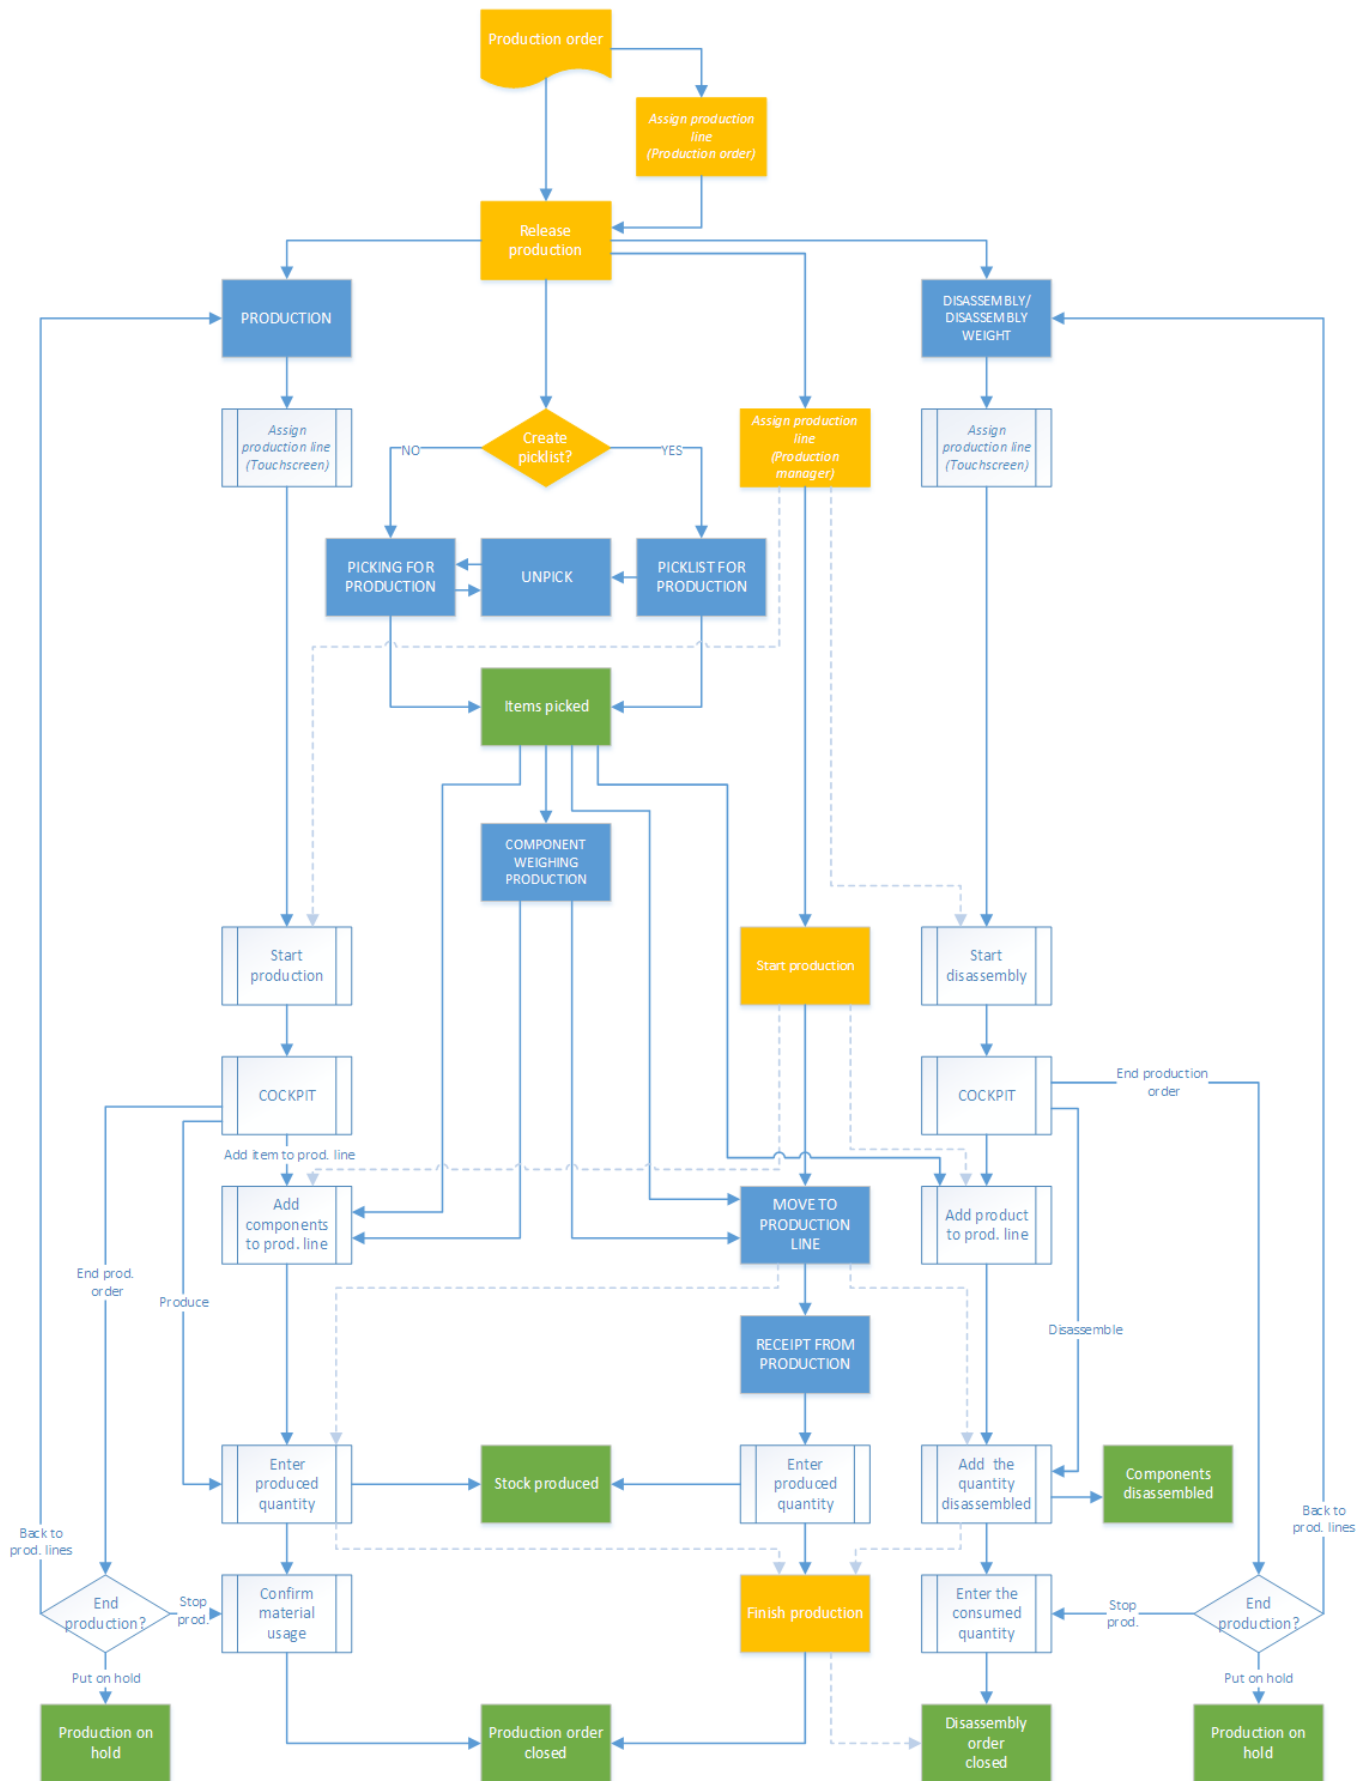 Production order
Assign production
line
(Production order)
Release
production
PRODUCTION
DISASSEMBLY/
DISASSEMBLY
WEIGHT
Assign
production line
(Touchscreen)
Create
picklist?
NO
YES
Assign production
line
(Production
manager)
Assign
production line
(Touchscreen)
PICKING FOR
PRODUCTION
UNPICK
PICKLIST FOR
PRODUCTION
Items picked
COMPONENT
WEIGHING
PRODUCTION
Start
production
Start production
Start
disassembly
COCKPIT
COCKPIT
End production
order
Add item to prod. line
Add
components
to prod. line
MOVE TO
PRODUCTION
LINE
Add product
to prod. line
End prod.
order
Produce
Disassemble
RECEIPT FROM
PRODUCTION
Enter
produced
quantity
Stock produced
Enter
produced
quantity
Add the
quantity
disassembled
Components
disassembled
Back to
prod. lines
Back to
prod. lines
End
production?
Stop
prod.
Confirm
material
usage
Finish production
Enter the
consumed
quantity
Stop
prod.
End
production?
Put on hold
Put on hold
Production on
hold
Production order
closed
Disassembly
order
closed
Production on
hold